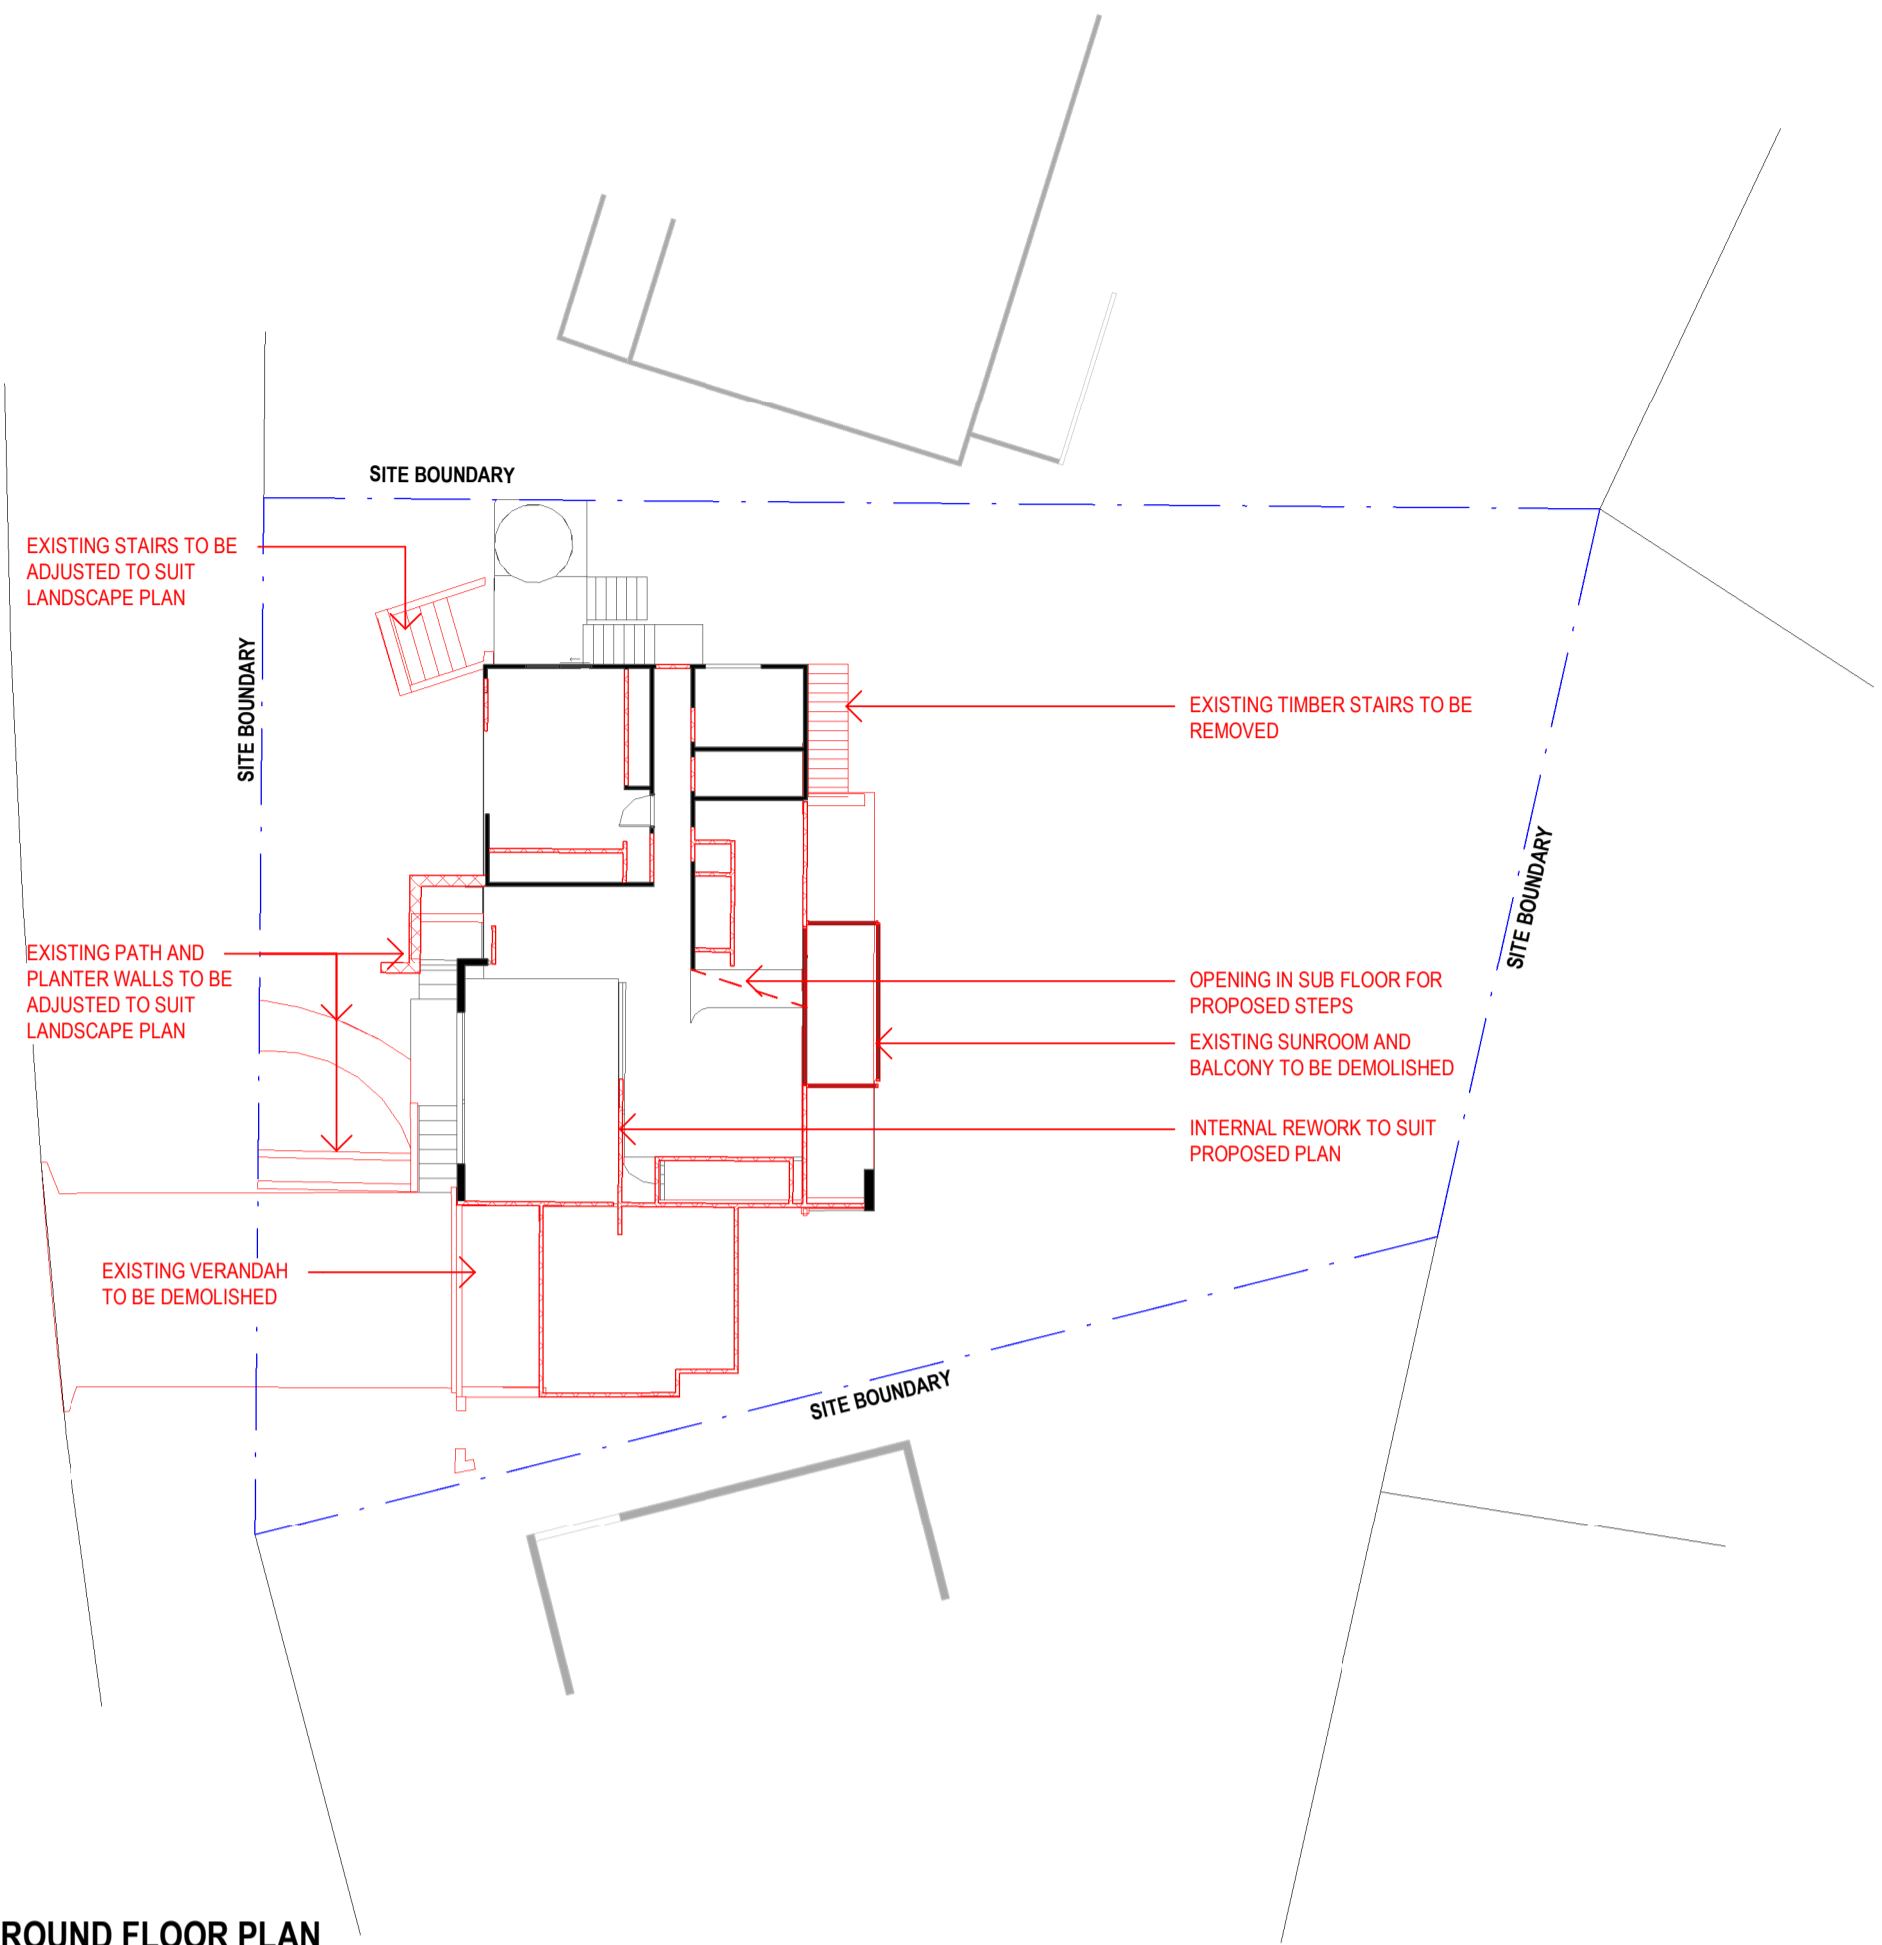 SITE BOUNDARY
EXISTING STAIRS TO BE
ADJUSTED TO SUIT
LANDSCAPE PLAN
SITE BOUNDARY
EXISTING TIMBER STAIRS TO BE
REMOVED
SITE BOUNDARY
EXISTING PATH AND
PLANTER WALLS TO BE
ADJUSTED TO SUIT
LANDSCAPE PLAN
OPENING IN SUB FLOOR FOR
PROPOSED STEPS
EXISTING SUNROOM AND
BALCONY TO BE DEMOLISHED
INTERNAL REWORK TO SUIT
PROPOSED PLAN
EXISTING VERANDAH
TO BE DEMOLISHED
SITE BOUNDARY
ROUND FLOOR PLAN